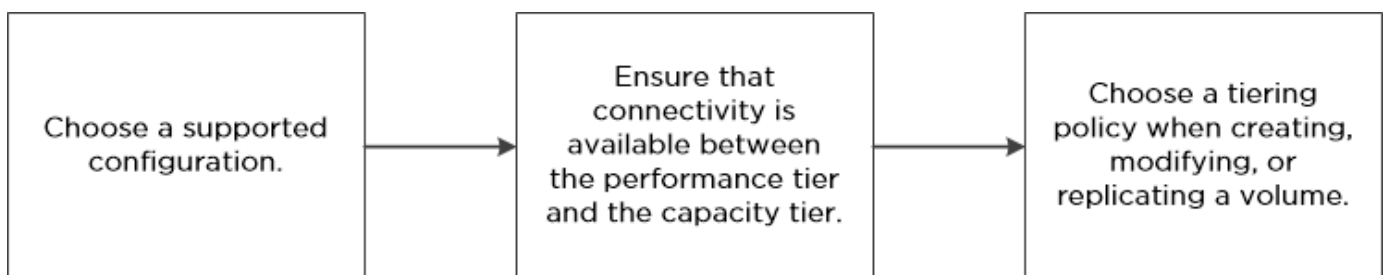 Choose a supported
configuration.
Ensure that
connectivity is
available between
the performance tier
and the capacity tier.
Choose a tiering
policy when creating,
modifying, or
replicating a volume.